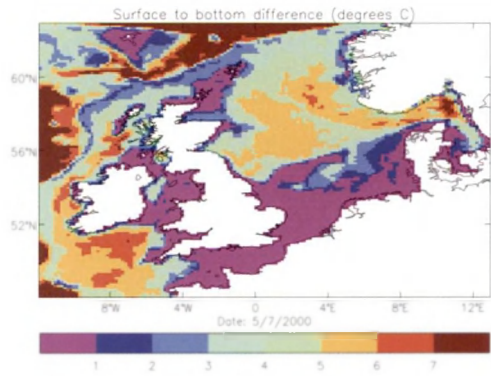 Surface to bottom difference (degrees C)
60°N
56°N
52°N
8°W 4°W 0 4°E 8°E 12°E
Date: 5/7/2000
1 2 3 4 5 6 7